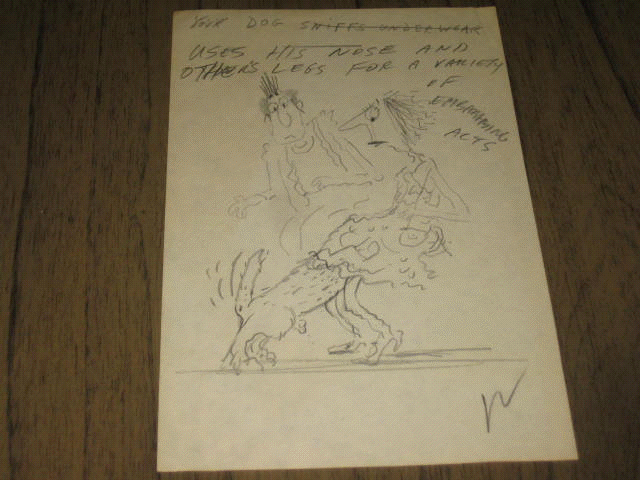 YOUR DOG SNIFFS UNDERWEAR
USES HIS NOSE AND
OTHER'S LEGS FOR A VARIETY
OF
EMBARRASSING
ACTS